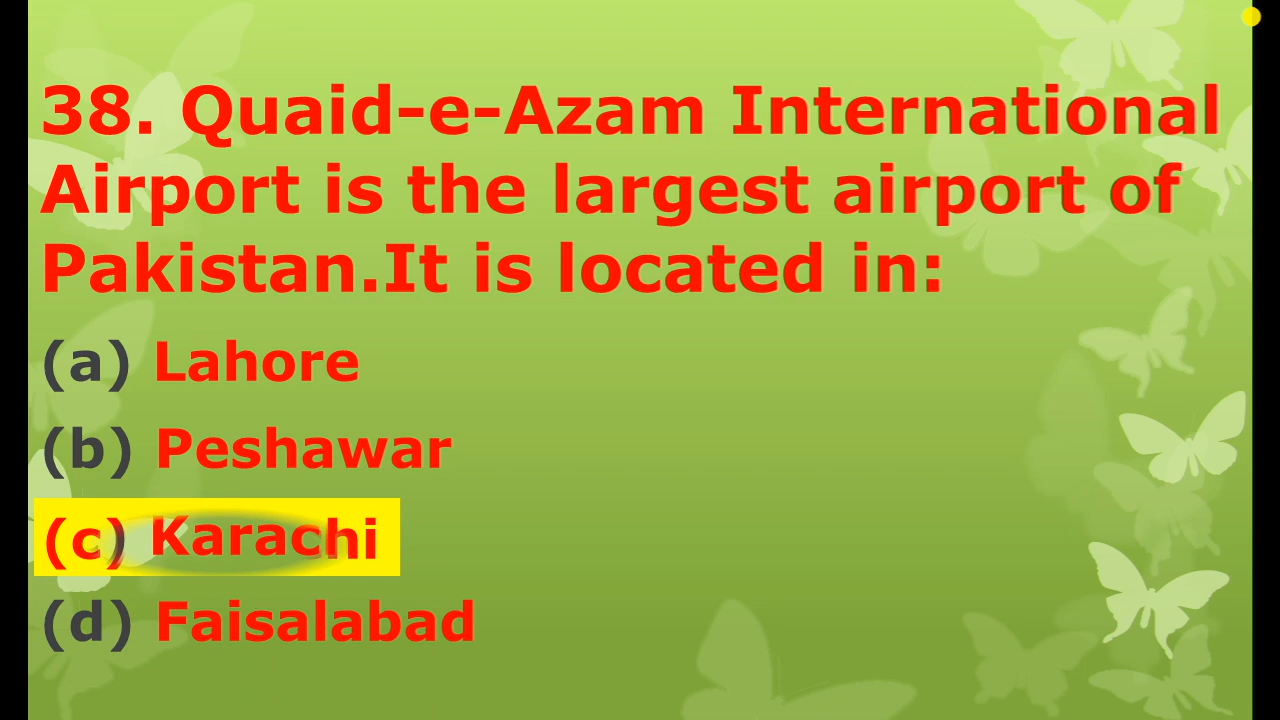 38. Quaid-e-Azam International
Airport is the largest airport of
Pakistan.It is located in:
(a) Lahore
(b) Peshawar
(c) Karachi
(d) Faisalabad